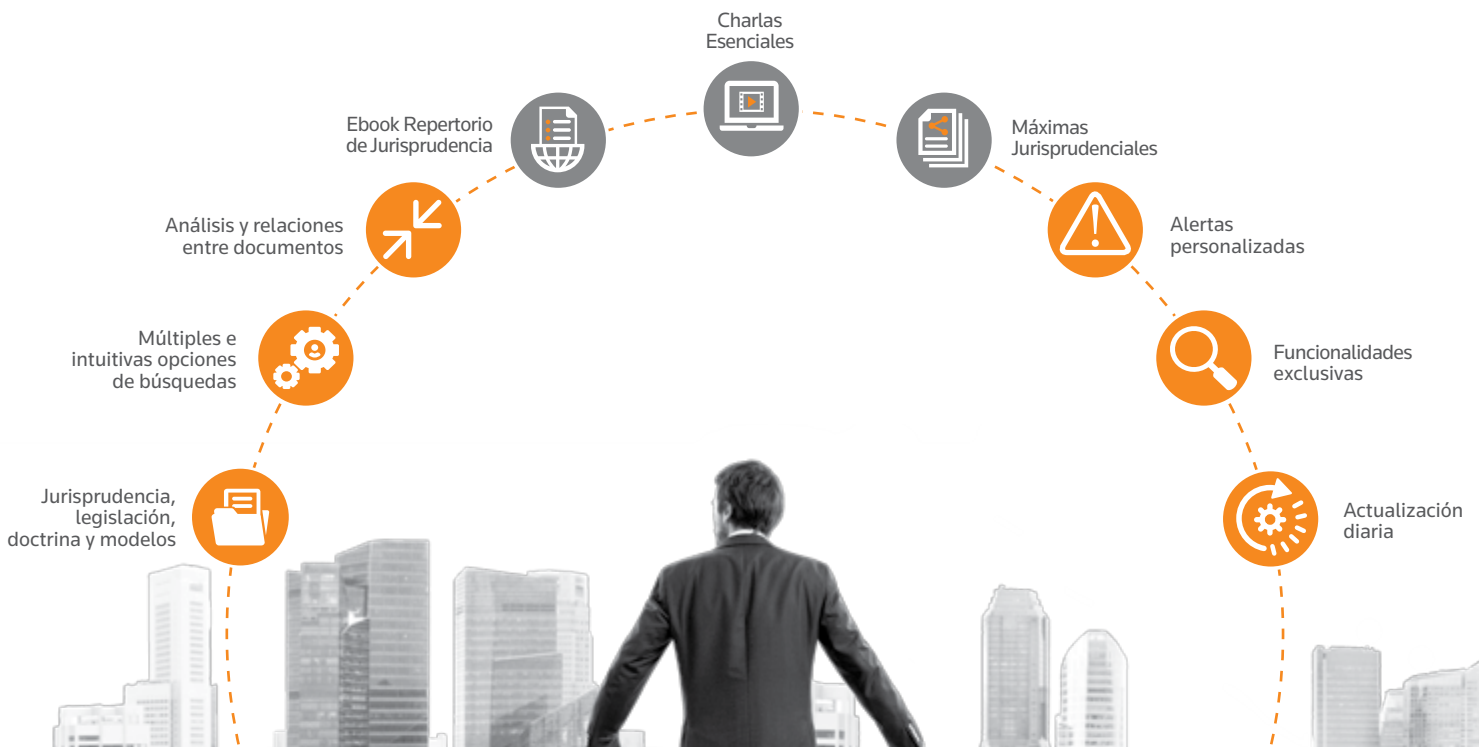 Charlas
Esenciales
Ebook Repertorio
de Jurisprudencia
Máximas
Jurisprudenciales
Análisis y relaciones
entre documentos
Alertas
personalizadas
Múltiples e
intuitivas opciones
de búsquedas
Funcionalidades
exclusivas
Jurisprudencia,
legislación,
doctrina y modelos
Actualización
diaria